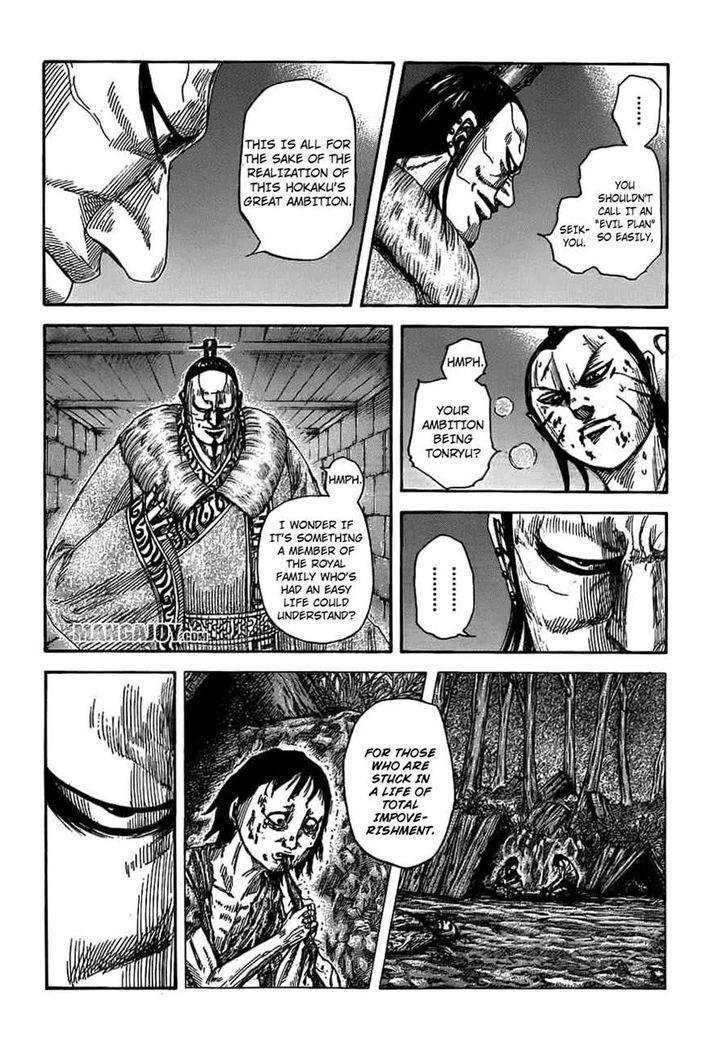 .......
YOU
SHOULDN'T
CALL IT AN
"EVIL PLAN"
SO EASILY,
SEIK-
YOU.
THIS IS ALL FOR
THE SAKE OF THE
REALIZATION OF
THIS HOKAKU'S
GREAT AMBITION.
HMPH.
YOUR
AMBITION
BEING
TONRYU?
HMPH.
I WONDER IF
IT'S SOMETHING
A MEMBER OF
THE ROYAL
FAMILY WHO'S
HAD AN EASY
LIFE COULD
UNDERSTAND?
MANGAJOY.COM
.......
FOR THOSE
WHO ARE
STUCK IN
A LIFE OF
TOTAL
IMPOVE-
RISHMENT.